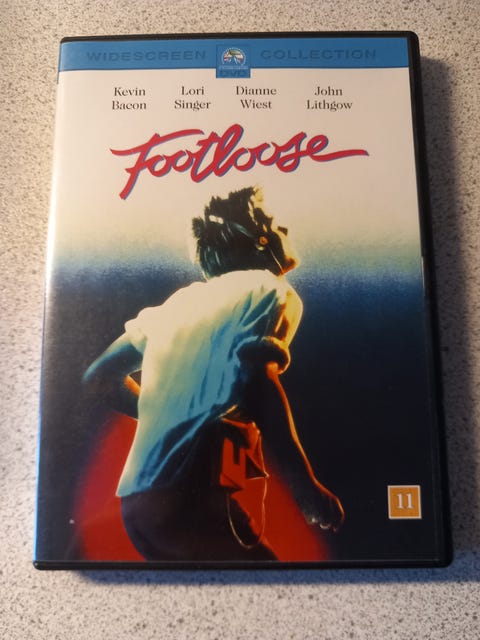 WIDESCREEN COLLECTION
DVD
Kevin Bacon Lori Singer Dianne Wiest John Lithgow
Footloose
11